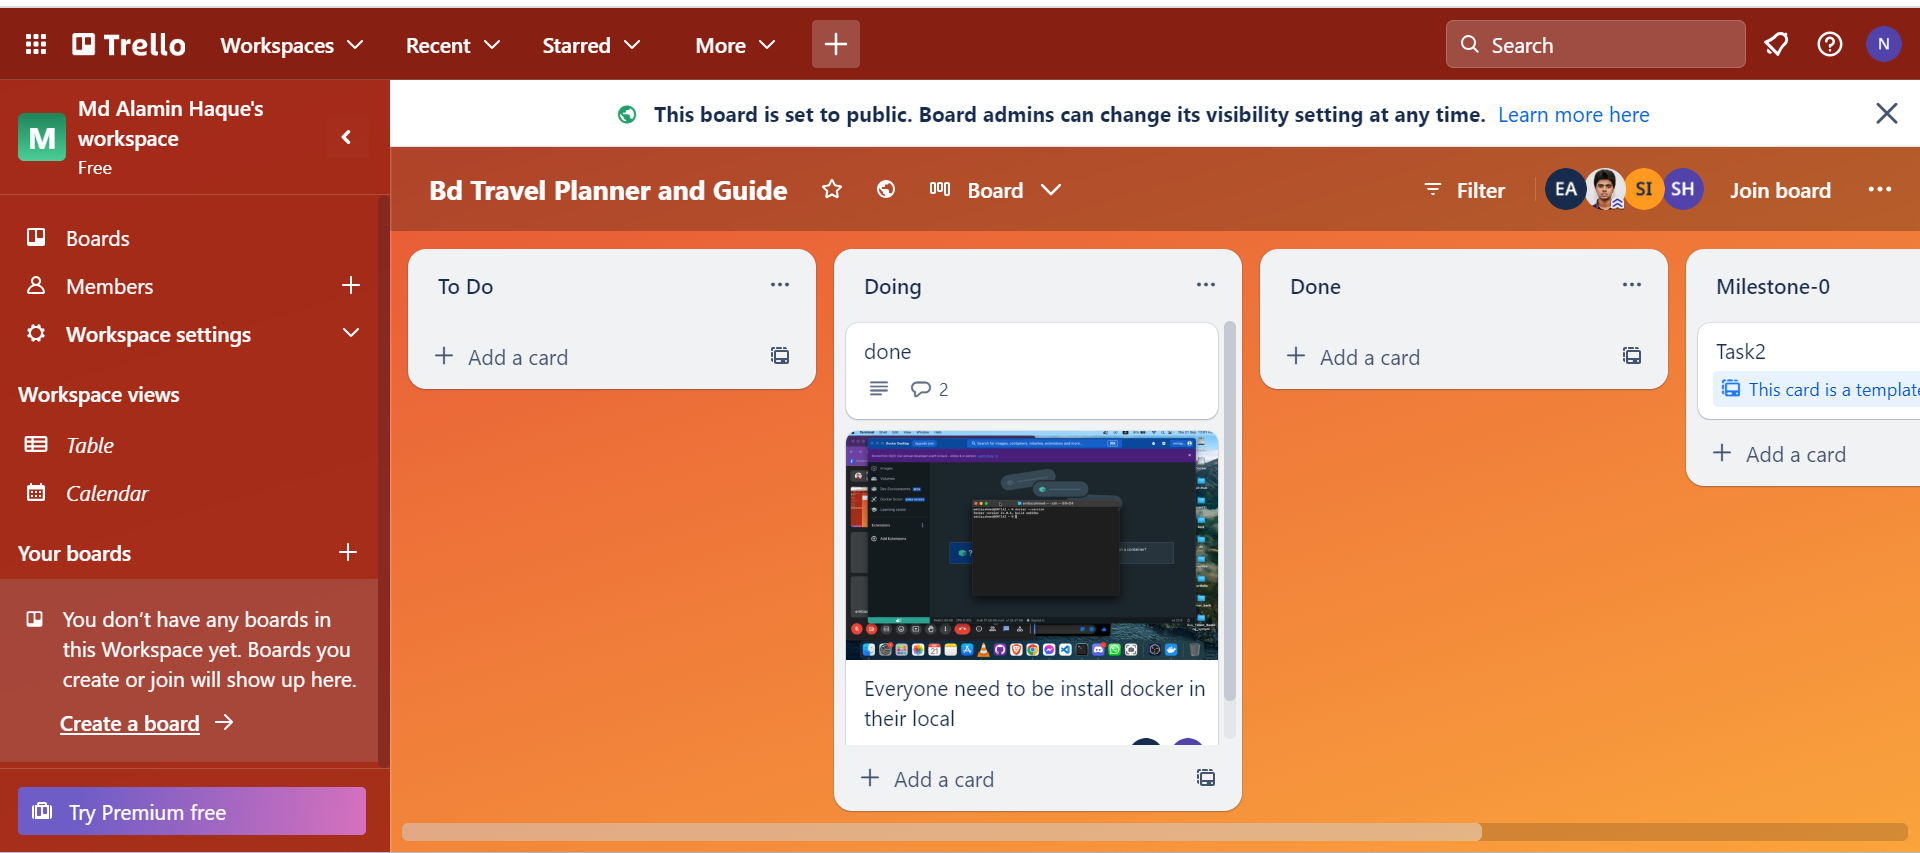 Trello
Workspaces
Recent
Starred
More
Search
N
M
Md Alamin Haque's
workspace
Free
This board is set to public. Board admins can change its visibility setting at any time. Learn more here
Bd Travel Planner and Guide
Board
Filter
EA
SI
SH
Join board
Boards
Members
Workspace settings
Workspace views
Table
Calendar
Your boards
You don’t have any boards in
this Workspace yet. Boards you
create or join will show up here.
Create a board
Try Premium free
To Do
Add a card
Doing
done
2
Everyone need to be install docker in
their local
Add a card
Done
Add a card
Milestone-0
Task2
This card is a template
Add a card